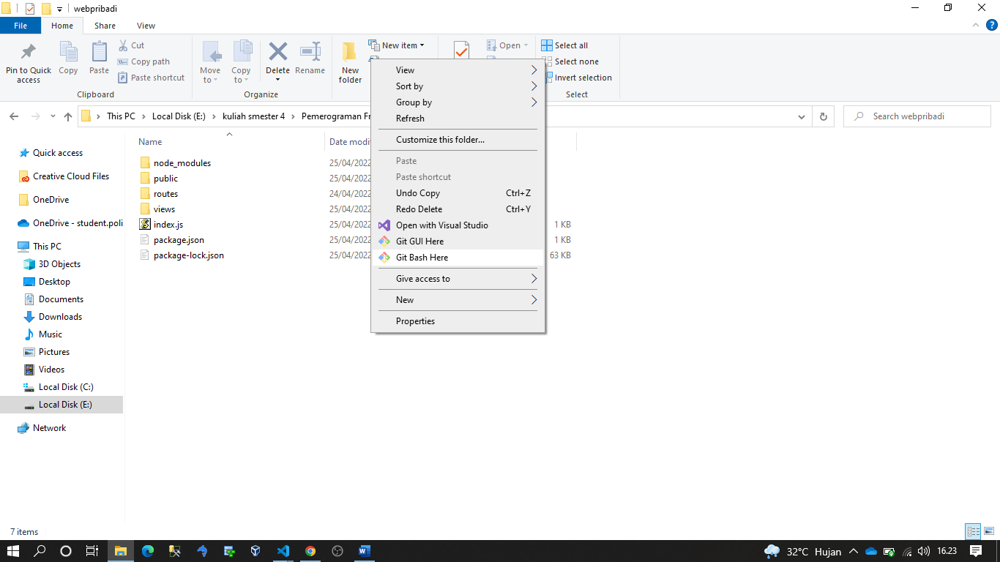 webpribadi
File Home Share View
Pin to Quick access
Copy
Paste
Cut
Copy path
Paste shortcut
Clipboard
Move to
Copy to
Delete
Rename
Organize
New folder
New item
Open
Select all
Select none
Invert selection
Select
This PC > Local Disk (E:) > kuliah smester 4 > Pemerograman Fr
Search webpribadi
Name Date modif
Quick access
Creative Cloud Files
OneDrive
OneDrive - student.poli
This PC
3D Objects
Desktop
Documents
Downloads
Music
Pictures
Videos
Local Disk (C:)
Local Disk (E:)
Network
node_modules 25/04/2022
public 25/04/2022
routes 24/04/2022
views 25/04/2022
index.js 25/04/2022 1 KB
package.json 25/04/2022 1 KB
package-lock.json 25/04/2022 63 KB
View
Sort by
Group by
Refresh
Customize this folder...
Paste
Paste shortcut
Undo Copy Ctrl+Z
Redo Delete Ctrl+Y
Open with Visual Studio
Git GUI Here
Git Bash Here
Give access to
New
Properties
7 items
32°C Hujan 16.23